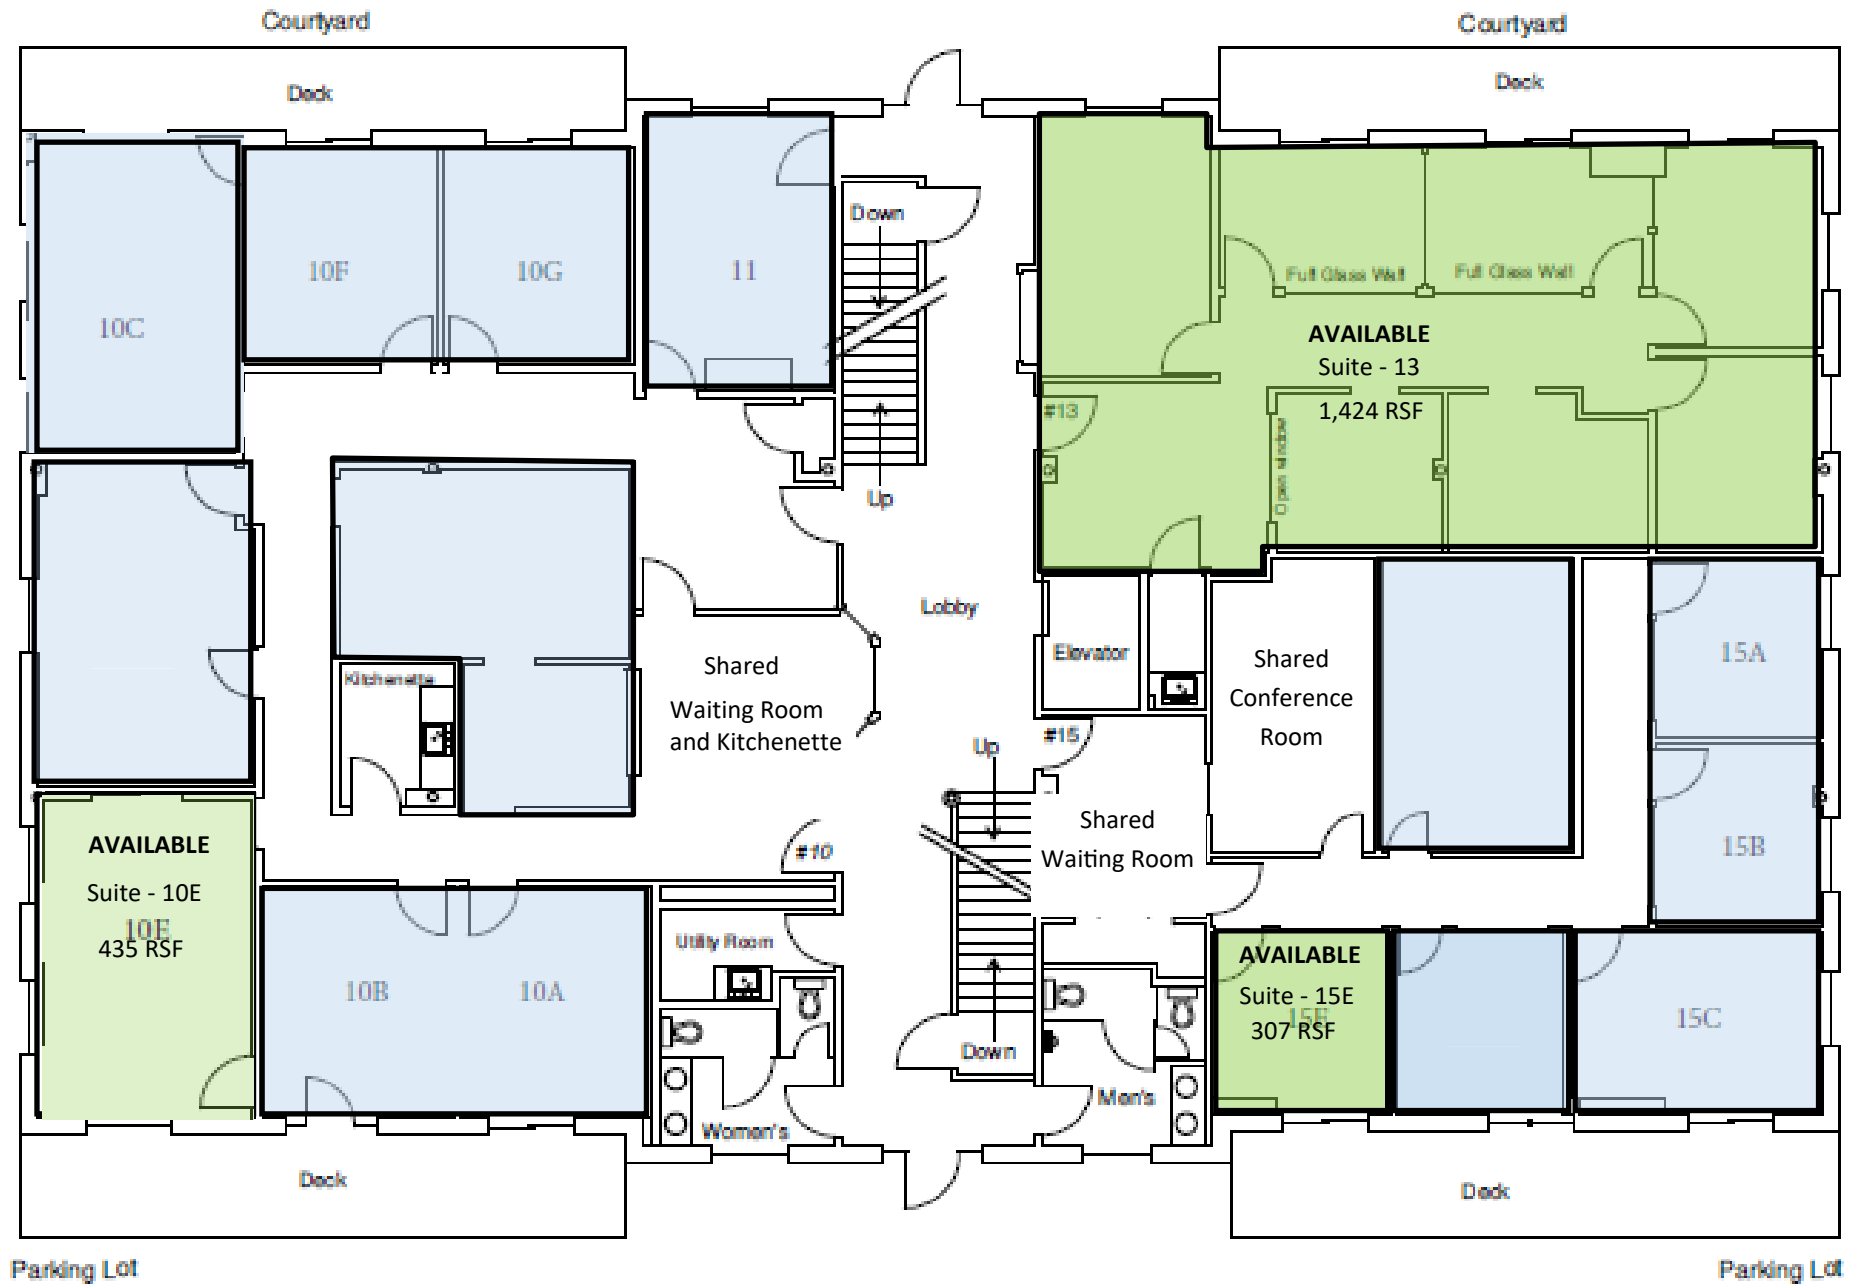 Courtyard
Courtyard
Deck
Deck
10C
10F
10G
11
Down
Up
Full Glass Wall
Full Glass Wall
AVAILABLE
Suite - 13
1,424 RSF
#13
Open window
Lobby
Kitchenette
Shared
Waiting Room
and Kitchenette
Elevator
Shared
Conference
Room
15A
#15
Up
15B
Shared
Waiting Room
#10
AVAILABLE
Suite - 10E
10E
435 RSF
10B
10A
Utility Room
Women's
Down
Men's
AVAILABLE
Suite - 15E
15E
307 RSF
15C
Deck
Deck
Parking Lot
Parking Lot